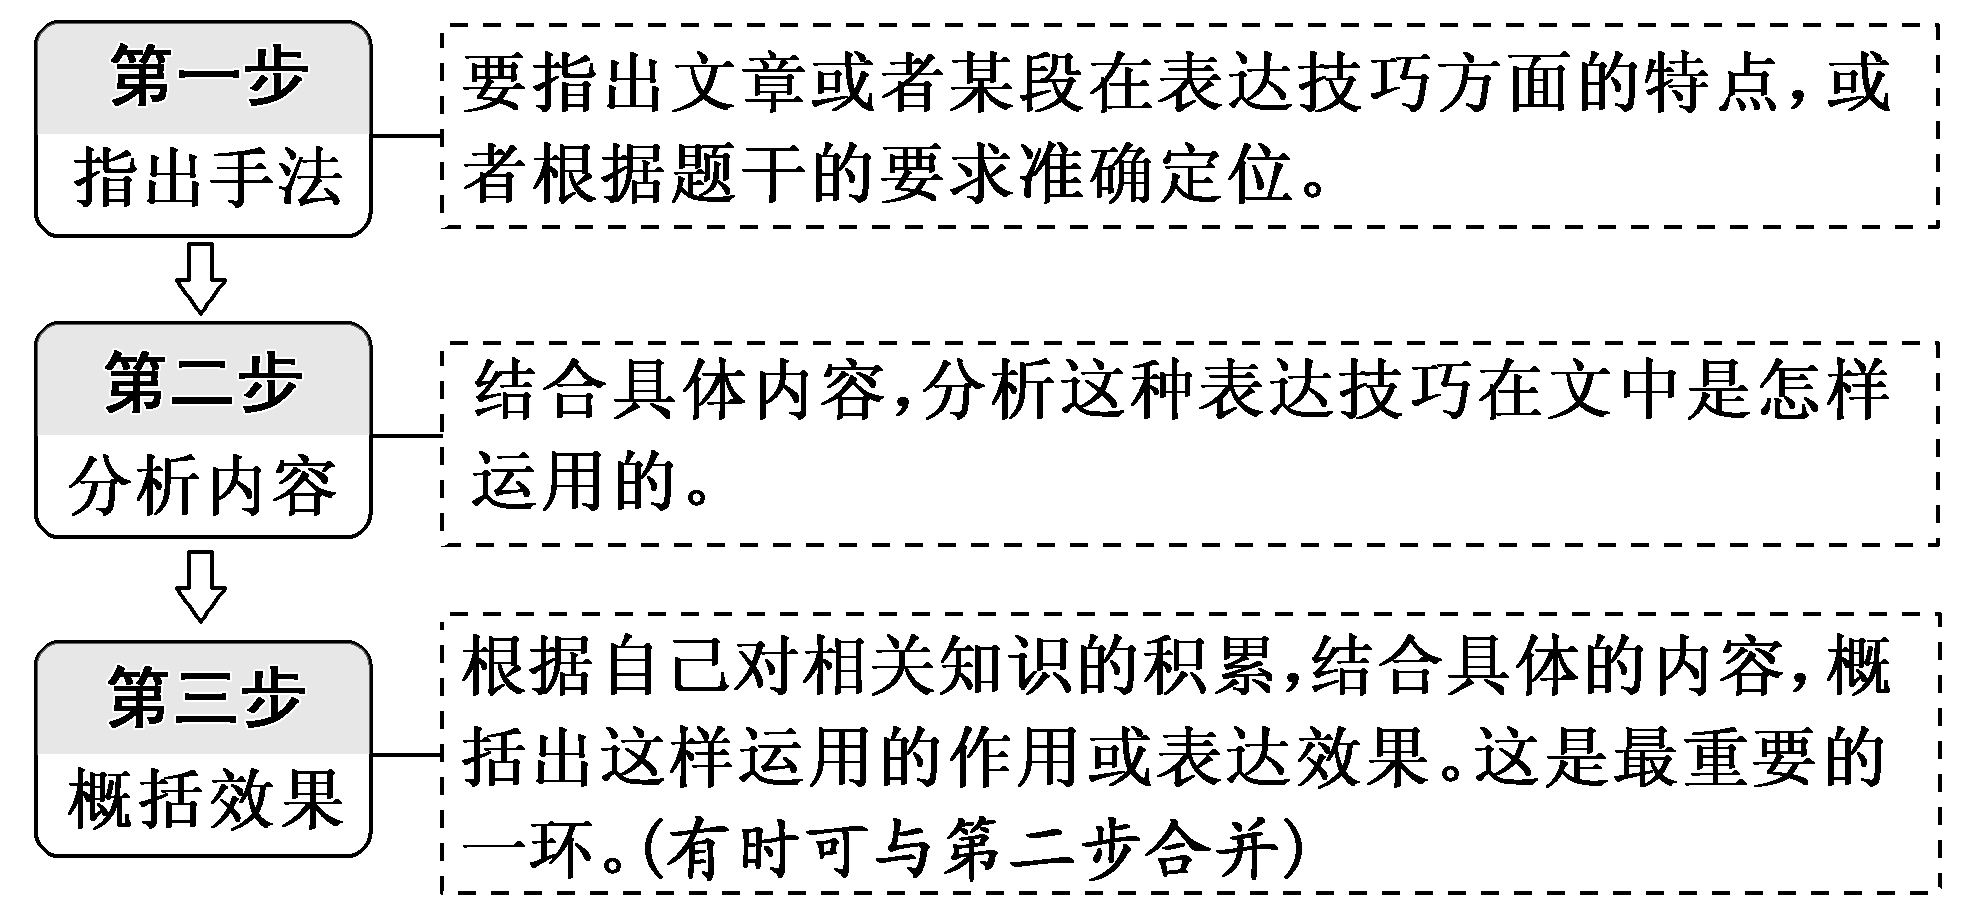 第一步
指出手法
要指出文章或者某段在表达技巧方面的特点，或
者根据题干的要求准确定位。
第二步
分析内容
结合具体内容，分析这种表达技巧在文中是怎样
运用的。
第三步
概括效果
根据自己对相关知识的积累，结合具体的内容，概
括出这样运用的作用或表达效果。这是最重要的
一环。(有时可与第二步合并)